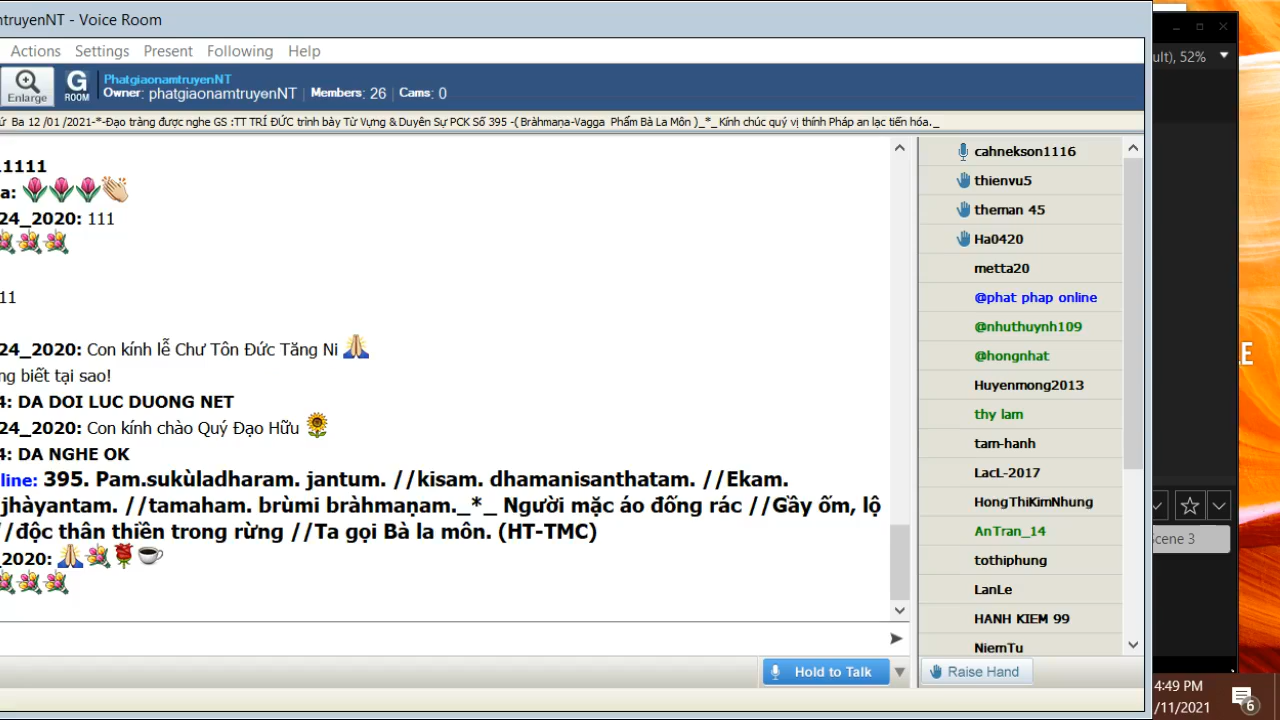 mtruyenNT - Voice Room
Actions Settings Present Following Help
Enlarge
G
ROOM
PhatgiaonamtruyenNT
Owner: phatgiaonamtruyenNT | Members: 26 | Cams: 0
ứ Ba 12 /01 /2021-*-Đạo tràng được nghe GS :TT TRÍ ĐỨC trình bày Từ Vựng & Duyên Sự PCK Số 395 -( Bràhmaṇa-Vagga Phẩm Bà La Môn )_*_ Kính chúc quý vị thính Pháp an lạc tiến hóa._
11111
a:
24_2020: 111
11
24_2020: Con kính lễ Chư Tôn Đức Tăng Ni
ng biết tại sao!
4: DA DOI LUC DUONG NET
24_2020: Con kính chào Quý Đạo Hữu
4: DA NGHE OK
line: 395. Pam.sukùladharam. jantum. //kisam. dhamanisanthatam. //Ekam.
jhàyantam. //tamaham. brùmi bràhmaṇam._*_ Người mặc áo đống rác //Gầy ốm, lộ
//độc thân thiền trong rừng //Ta gọi Bà la môn. (HT-TMC)
_2020:
Hold to Talk
cahnekson1116
thienvu5
theman 45
Ha0420
metta20
@phat phap online
@nhuthuynh109
@hongnhat
Huyenmong2013
thy lam
tam-hanh
LacL-2017
HongThiKimNhung
AnTran_14
tothiphung
LanLe
HANH KIEM 99
NiemTu
Raise Hand
ult), 52%
LE
cene 3
4:49 PM
/11/2021
6